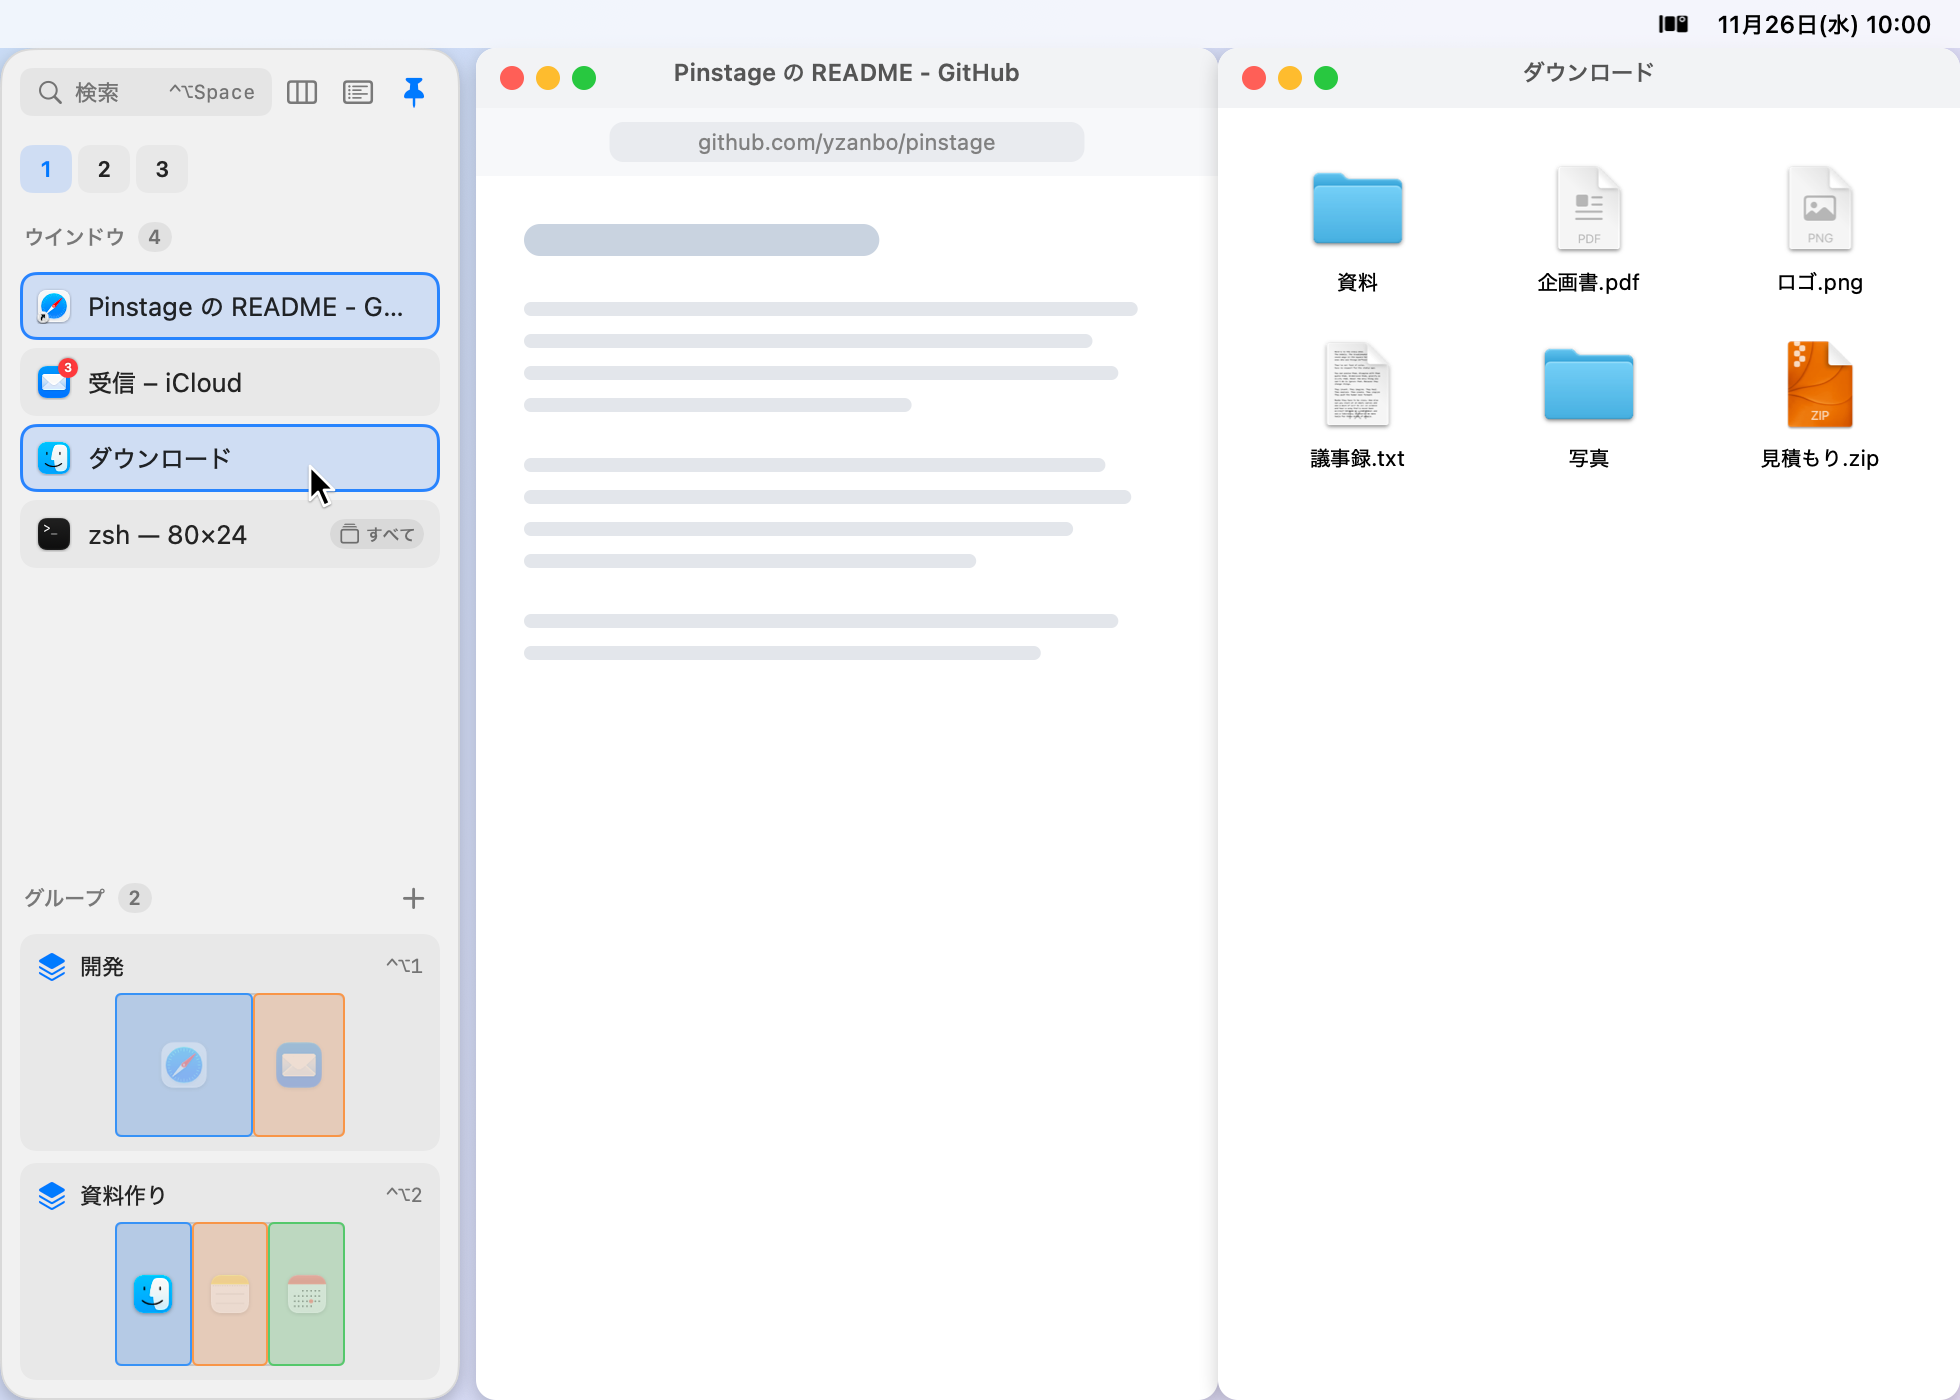 11月26日(水) 10:00
検索 ^⌥Space
1 2 3
ウインドウ 4
Pinstage の README - G...
3
受信 – iCloud
ダウンロード
zsh — 80×24 すべて
グループ 2
開発 ^⌥1
資料作り ^⌥2
Pinstage の README - GitHub
github.com/yzanbo/pinstage
ダウンロード
PDF
PNG
資料
企画書.pdf
ロゴ.png
ZIP
議事録.txt
写真
見積もり.zip